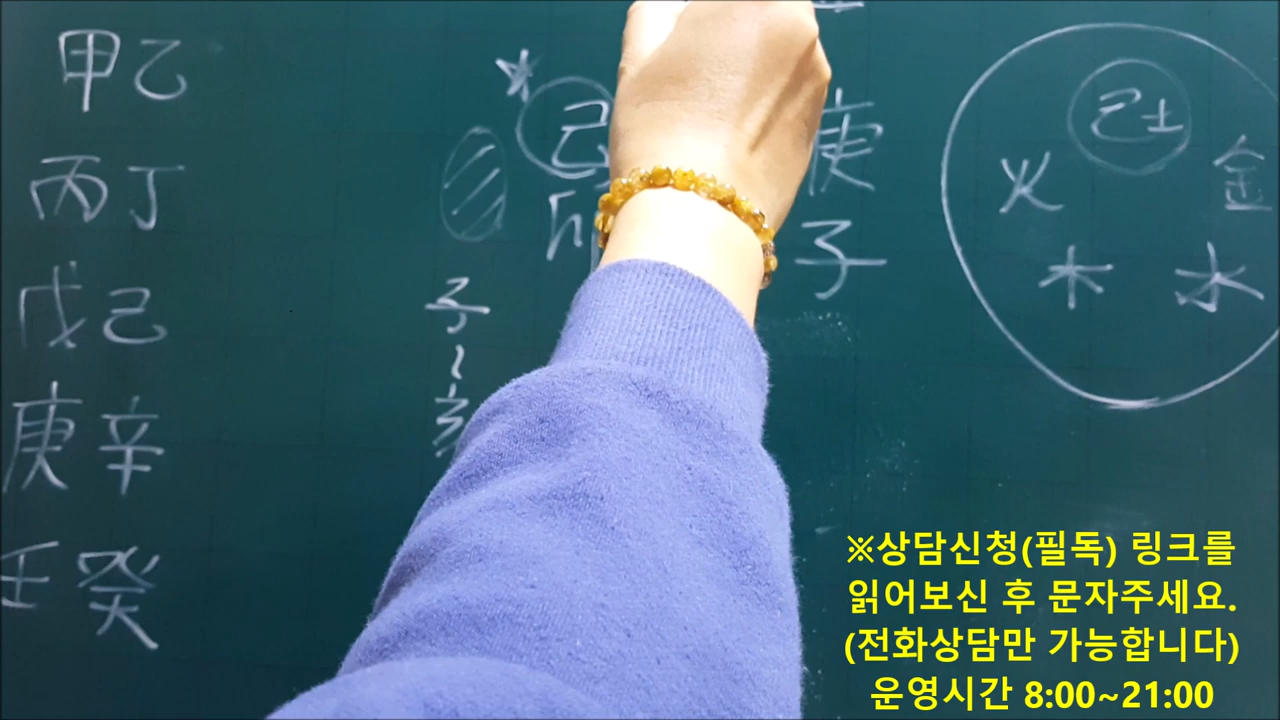 甲乙
丙丁
戊己
庚辛
壬癸
己
卯
子
~
庚
子
己土
火
金
木
水
※상담신청(필독) 링크를
읽어보신 후 문자주세요.
(전화상담만 가능합니다)
운영시간 8:00~21:00